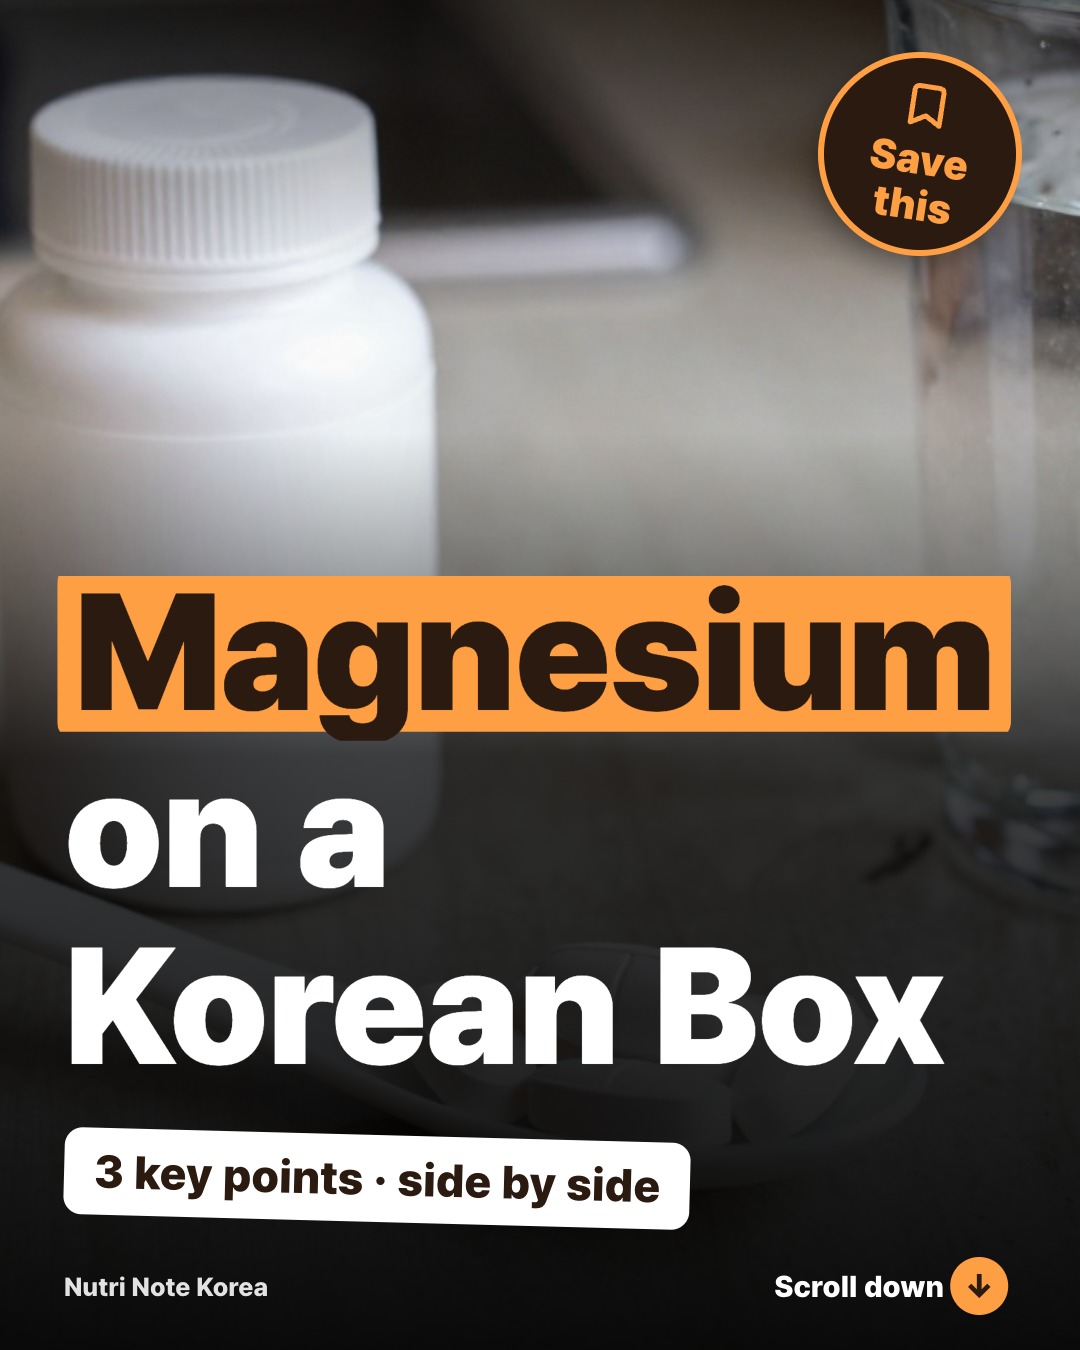 Save
this
Magnesium
on a
Korean Box
3 key points · side by side
Nutri Note Korea
Scroll down